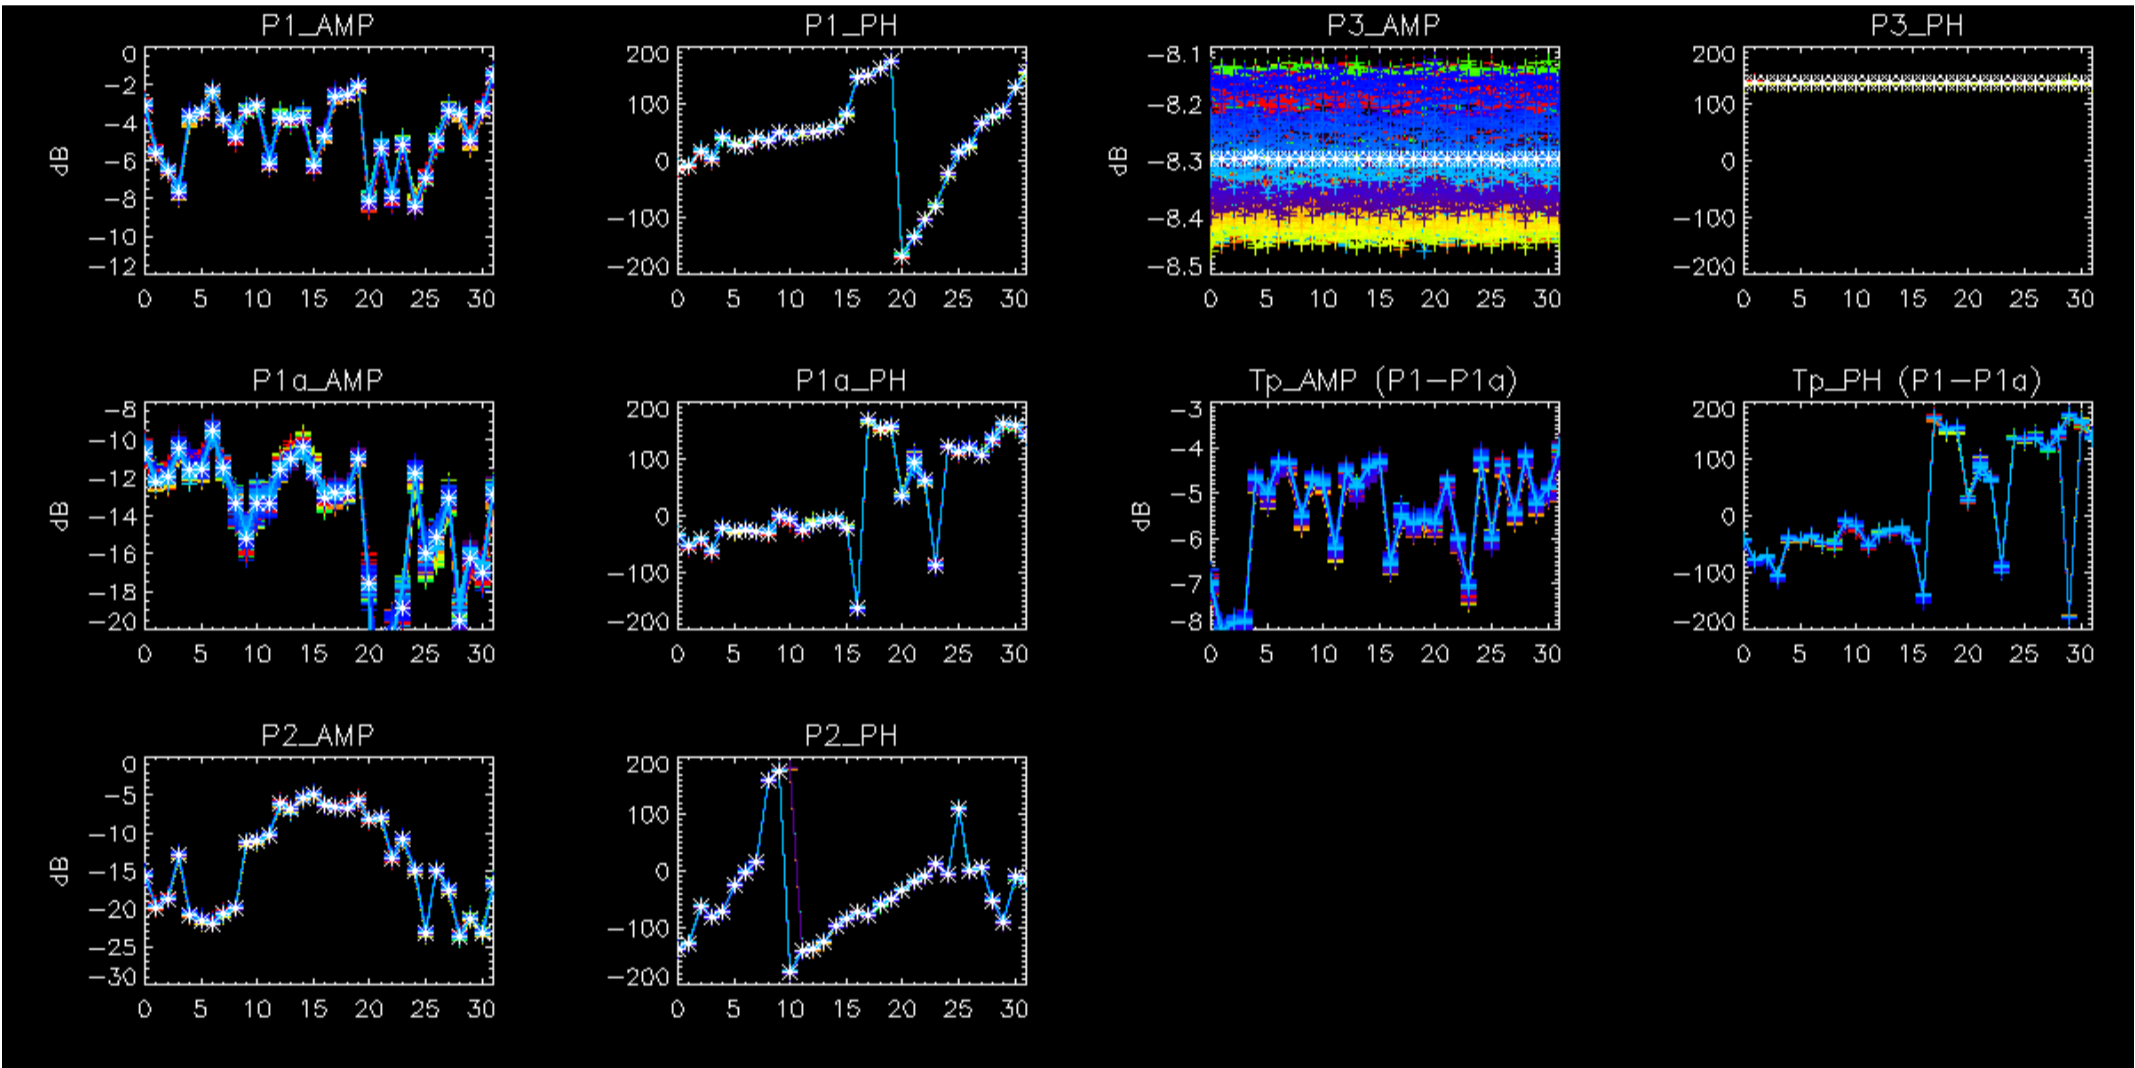 P1_AMP P1_PH P3_AMP P3_PH
0 200 -8.1 200
-2
-4 100 -8.2 100
dB -6 0 dB -8.3 0
-8
-10 -100 -8.4 -100
-12 -200 -8.5 -200
0 5 10 15 20 25 30 0 5 10 15 20 25 30 0 5 10 15 20 25 30 0 5 10 15 20 25 30
P1a_AMP P1a_PH Tp_AMP (P1-P1a) Tp_PH (P1-P1a)
-8 200 -3 200
-10 100 -4 100
-12
dB -14 0 dB -5 0
-16 -6
-18 -100 -7 -100
-20 -200 -8 -200
0 5 10 15 20 25 30 0 5 10 15 20 25 30 0 5 10 15 20 25 30 0 5 10 15 20 25 30
P2_AMP P2_PH
0 200
-5 100
-10
dB -15 0
-20 -100
-25
-30 -200
0 5 10 15 20 25 30 0 5 10 15 20 25 30